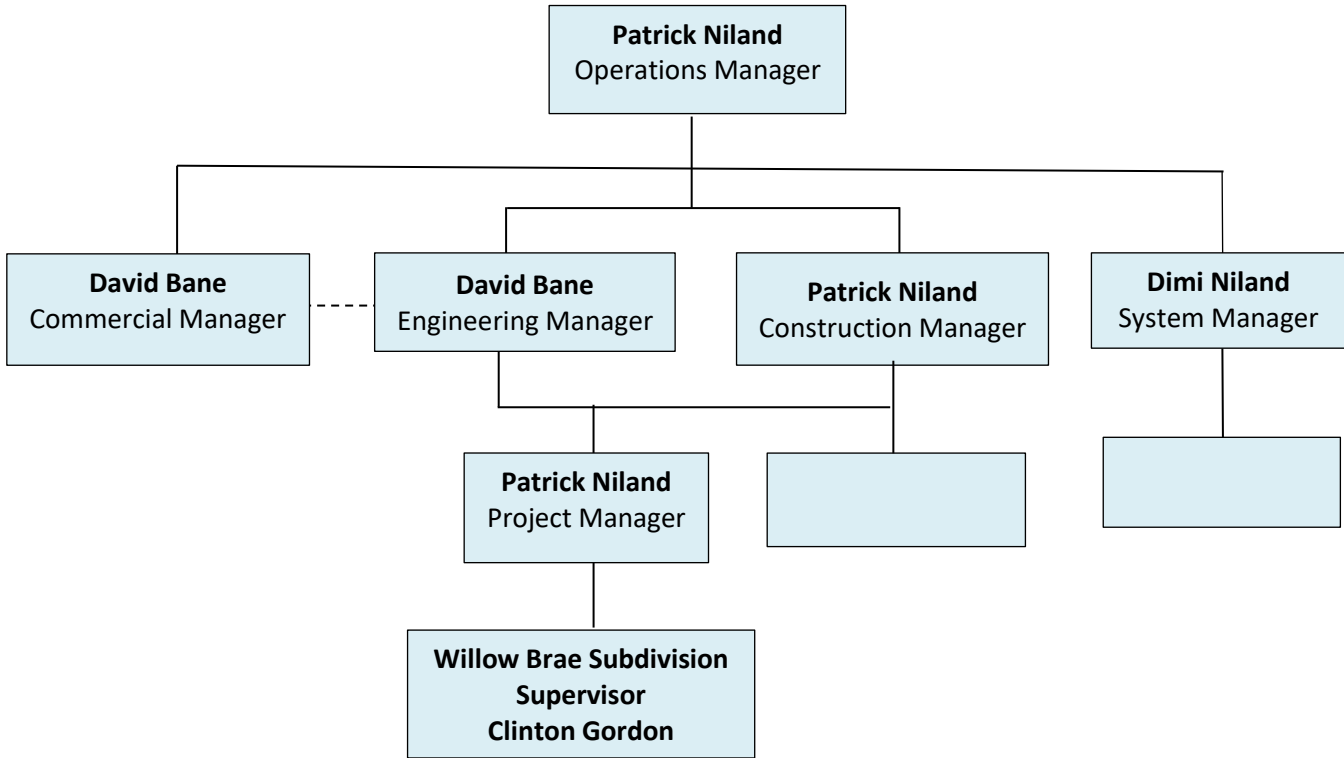 Patrick Niland
Operations Manager
David Bane
Commercial Manager
David Bane
Engineering Manager
Patrick Niland
Construction Manager
Dimi Niland
System Manager
Patrick Niland
Project Manager
Willow Brae Subdivision
Supervisor
Clinton Gordon